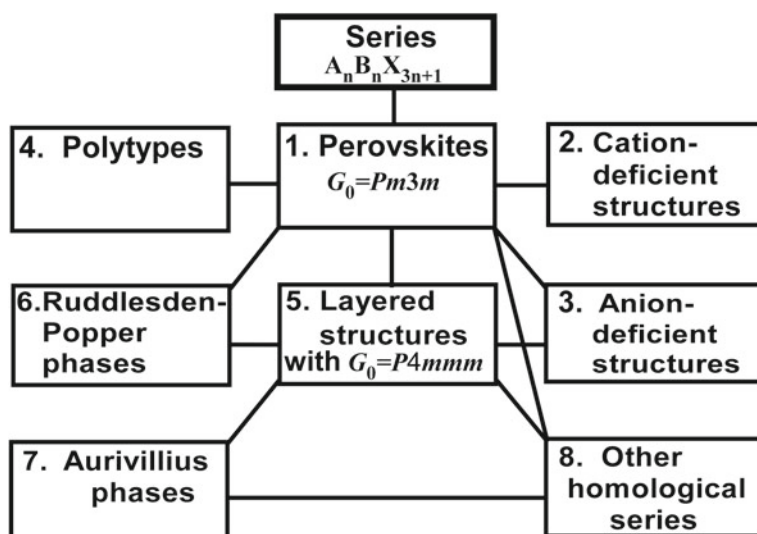 Series
AₙBₙX₃ₙ₊₁
4. Polytypes
1. Perovskites
G₀=Pm3m
2. Cation-
deficient
structures
6.Ruddlesden-
Popper
phases
5. Layered
structures
with G₀=P4mmm
3. Anion-
deficient
structures
7. Aurivillius
phases
8. Other
homological
series